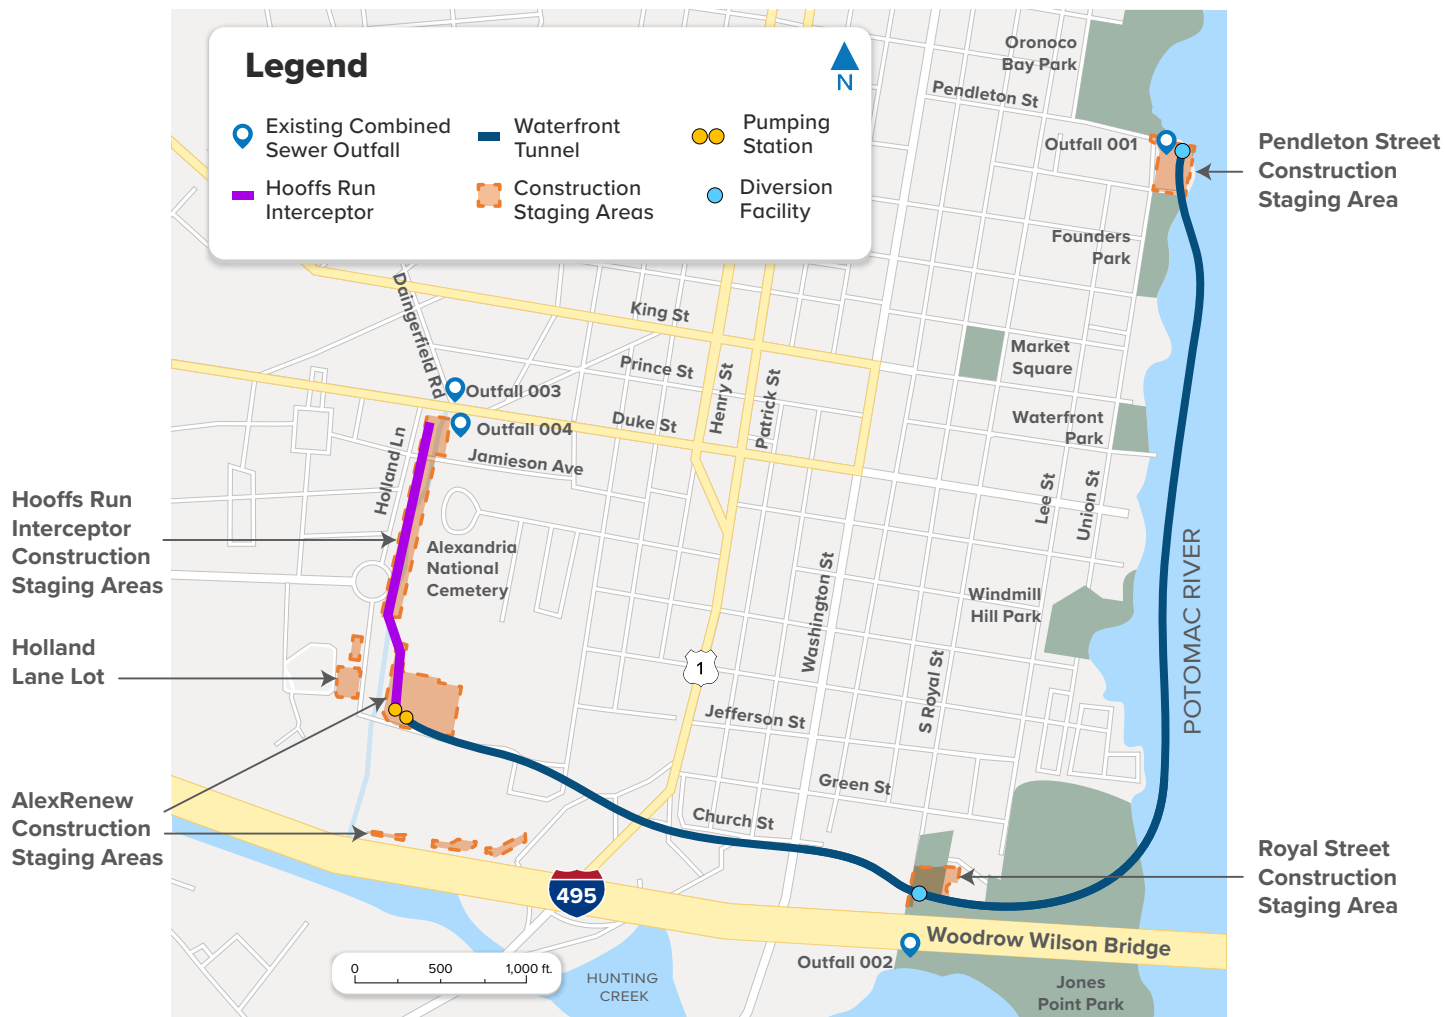 Legend
N
Existing Combined
Sewer Outfall
Waterfront
Tunnel
Pumping
Station
Hooffs Run
Interceptor
Construction
Staging Areas
Diversion
Facility
Oronoco
Bay Park
Pendleton St
Outfall 001
Pendleton Street
Construction
Staging Area
Founders
Park
Daingerfield Rd
King St
Market
Square
Prince St
Henry St
Patrick St
Outfall 003
Duke St
Outfall 004
Waterfront
Park
Holland Ln
Jamieson Ave
Lee St
Union St
Hooffs Run
Interceptor
Construction
Staging Areas
Alexandria
National
Cemetery
POTOMAC RIVER
Washington St
Windmill
Hill Park
Holland
Lane Lot
1
S Royal St
Jefferson St
Green St
AlexRenew
Construction
Staging Areas
Church St
Royal Street
Construction
Staging Area
495
Woodrow Wilson Bridge
Outfall 002
0 500 1,000 ft.
HUNTING
CREEK
Jones
Point Park